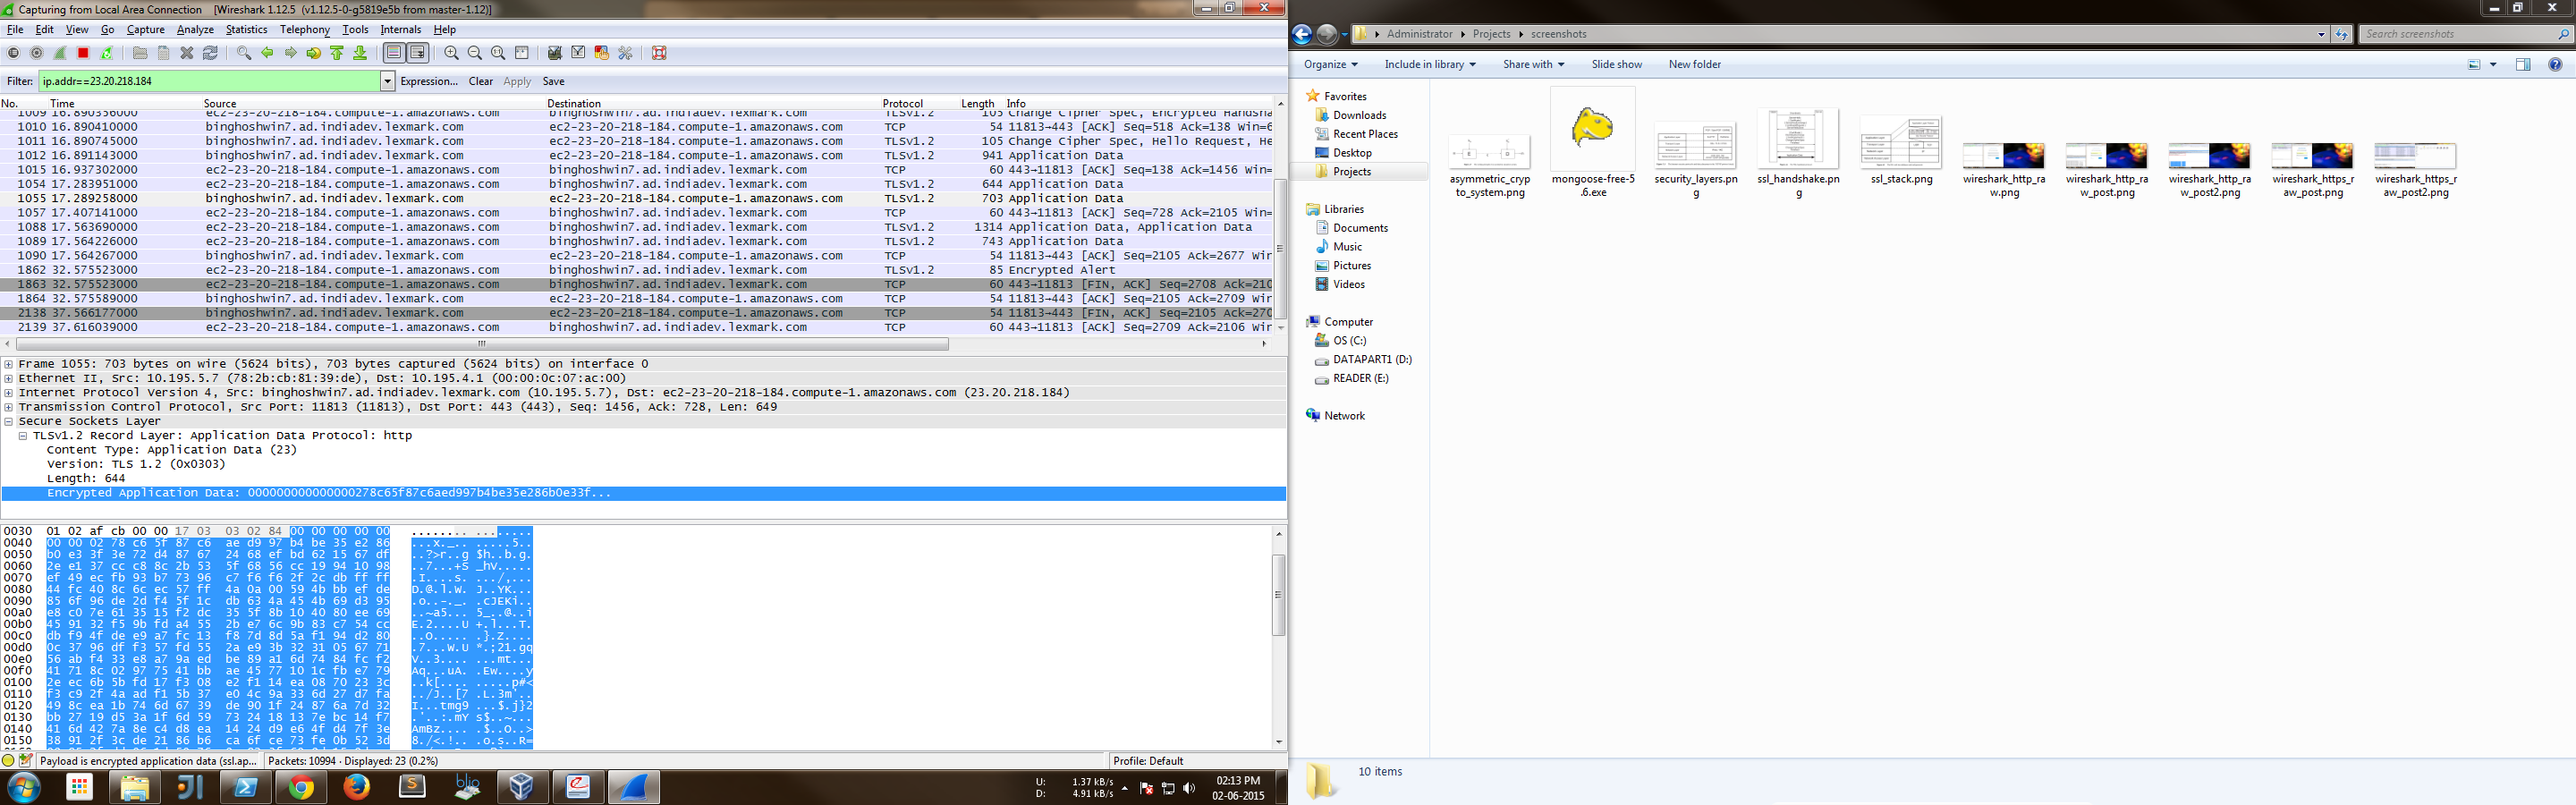 Capturing from Local Area Connection [Wireshark 1.12.5 (v1.12.5-0-g5819e5b from master-1.12)]
File Edit View Go Capture Analyze Statistics Telephony Tools Internals Help
Filter: ip.addr==23.20.218.184 Expression... Clear Apply Save
No. Time Source Destination Protocol Length Info
1009 16.890356000 ec2-23-20-218-184.compute-1.amazonaws.com binghoshwin7.ad.indiadev.lexmark.com TLSv1.2 105 Change Cipher Spec, Encrypted Handsha
1010 16.890410000 binghoshwin7.ad.indiadev.lexmark.com ec2-23-20-218-184.compute-1.amazonaws.com TCP 54 11813→443 [ACK] Seq=518 Ack=138 Win=6
1011 16.890745000 binghoshwin7.ad.indiadev.lexmark.com ec2-23-20-218-184.compute-1.amazonaws.com TLSv1.2 105 Change Cipher Spec, Hello Request, He
1012 16.891143000 binghoshwin7.ad.indiadev.lexmark.com ec2-23-20-218-184.compute-1.amazonaws.com TLSv1.2 941 Application Data
1015 16.937302000 ec2-23-20-218-184.compute-1.amazonaws.com binghoshwin7.ad.indiadev.lexmark.com TCP 60 443→11813 [ACK] Seq=138 Ack=1456 Win=
1054 17.283951000 ec2-23-20-218-184.compute-1.amazonaws.com binghoshwin7.ad.indiadev.lexmark.com TLSv1.2 644 Application Data
1055 17.289258000 binghoshwin7.ad.indiadev.lexmark.com ec2-23-20-218-184.compute-1.amazonaws.com TLSv1.2 703 Application Data
1057 17.407141000 ec2-23-20-218-184.compute-1.amazonaws.com binghoshwin7.ad.indiadev.lexmark.com TCP 60 443→11813 [ACK] Seq=728 Ack=2105 Win=
1088 17.563690000 ec2-23-20-218-184.compute-1.amazonaws.com binghoshwin7.ad.indiadev.lexmark.com TLSv1.2 1314 Application Data, Application Data
1089 17.564226000 ec2-23-20-218-184.compute-1.amazonaws.com binghoshwin7.ad.indiadev.lexmark.com TLSv1.2 743 Application Data
1090 17.564267000 binghoshwin7.ad.indiadev.lexmark.com ec2-23-20-218-184.compute-1.amazonaws.com TCP 54 11813→443 [ACK] Seq=2105 Ack=2677 Wir
1862 32.575523000 ec2-23-20-218-184.compute-1.amazonaws.com binghoshwin7.ad.indiadev.lexmark.com TLSv1.2 85 Encrypted Alert
1863 32.575523000 ec2-23-20-218-184.compute-1.amazonaws.com binghoshwin7.ad.indiadev.lexmark.com TCP 60 443→11813 [FIN, ACK] Seq=2708 Ack=210
1864 32.575589000 binghoshwin7.ad.indiadev.lexmark.com ec2-23-20-218-184.compute-1.amazonaws.com TCP 54 11813→443 [ACK] Seq=2105 Ack=2709 Wir
2138 37.566177000 binghoshwin7.ad.indiadev.lexmark.com ec2-23-20-218-184.compute-1.amazonaws.com TCP 54 11813→443 [FIN, ACK] Seq=2105 Ack=270
2139 37.616039000 ec2-23-20-218-184.compute-1.amazonaws.com binghoshwin7.ad.indiadev.lexmark.com TCP 60 443→11813 [ACK] Seq=2709 Ack=2106 Wir
Frame 1055: 703 bytes on wire (5624 bits), 703 bytes captured (5624 bits) on interface 0
Ethernet II, Src: 10.195.5.7 (78:2b:cb:81:39:de), Dst: 10.195.4.1 (00:00:0c:07:ac:00)
Internet Protocol Version 4, Src: binghoshwin7.ad.indiadev.lexmark.com (10.195.5.7), Dst: ec2-23-20-218-184.compute-1.amazonaws.com (23.20.218.184)
Transmission Control Protocol, Src Port: 11813 (11813), Dst Port: 443 (443), Seq: 1456, Ack: 728, Len: 649
Secure Sockets Layer
TLSv1.2 Record Layer: Application Data Protocol: http
Content Type: Application Data (23)
Version: TLS 1.2 (0x0303)
Length: 644
Encrypted Application Data: 000000000000000278c65f87c6aed997b4be35e286b0e33f...
0030 01 02 af cb 00 00 17 03 03 02 84 00 00 00 00 00 ........ ........
0040 00 00 02 78 c6 5f 87 c6 ae d9 97 b4 be 35 e2 86 ...x._.. .....5..
0050 b0 e3 3f 3e 72 d4 87 67 24 68 ef bd 62 15 67 df ..?>r..g $h..b.g.
0060 2e e1 37 cc c8 8c 2b 53 5f 68 56 cc 19 94 10 98 ..7...+S _hV.....
0070 ef 49 ec fb 93 b7 73 96 c7 f6 f6 2f 2c db ff ff .I....s. .../,...
0080 44 fc 40 8c 6c ec 57 ff 4a 0a 00 59 4b bb ef de D.@.l.W. J..YK...
0090 85 6f 96 de 2d f4 5f 1c db 63 4a 45 4b 69 d3 95 .o..-._. .cJEKi..
00a0 e8 c0 7e 61 35 15 f2 dc 35 5f 8b 10 40 80 ee 69 ..~a5... 5_..@..i
00b0 45 91 32 f5 9b fd a4 55 2b e7 6c 9b 83 c7 54 cc E.2....U +.l...T.
00c0 db f9 4f de e9 a7 fc 13 f8 7d 8d 5a f1 94 d2 80 ..O..... .}.Z....
00d0 0c 37 96 df f3 57 fd 55 2a e9 3b 32 31 05 67 71 .7...W.U *.;21.gq
00e0 56 ab f4 33 e8 a7 9a ed be 89 a1 6d 74 84 fc f2 V..3.... ...mt...
00f0 41 71 8c 02 97 75 41 bb ae 45 77 10 1c fb e7 79 Aq...uA. .Ew....y
0100 2e ec 6b 5b fd 17 f3 08 e2 f1 14 ea 08 70 23 3c ..k[.... .....p#<
0110 f3 c9 2f 4a ad f1 5b 37 e0 4c 9a 33 6d 27 d7 fa ../J..[7 .L.3m'..
0120 49 8c ea 1b 74 6d 67 39 de 90 1f 24 87 6a 7d 32 I...tmg9 ...$.j}2
0130 bb 27 19 d5 3a 1f 6d 59 73 24 18 13 7e bc 14 f7 .'..:.mY s$..~...
0140 41 6d 42 7a 8e c4 d8 ea 14 24 d9 e6 4f d4 7f 3e AmBz.... .$..O..>
0150 38 91 2f 3c de 21 86 b6 ca 6f ce 73 fe 0b 52 3d 8./<.!.. .o.s..R=
Payload is encrypted application data (ssl.ap... Packets: 10994 · Displayed: 23 (0.2%) Profile: Default
blip
U: 1.37 kB/s
D: 4.91 kB/s
02:13 PM
02-06-2015
Administrator Projects screenshots
Search screenshots
Organize Include in library Share with Slide show New folder
Favorites
Downloads
Recent Places
Desktop
Projects
Libraries
Documents
Music
Pictures
Videos
Computer
OS (C:)
DATAPART1 (D:)
READER (E:)
Network
asymmetric_cryp
to_system.png
mongoose-free-5
.6.exe
security_layers.pn
g
ssl_handshake.pn
g
ssl_stack.png
wireshark_http_ra
w.png
wireshark_http_ra
w_post.png
wireshark_http_ra
w_post2.png
wireshark_https_r
aw_post.png
wireshark_https_r
aw_post2.png
10 items